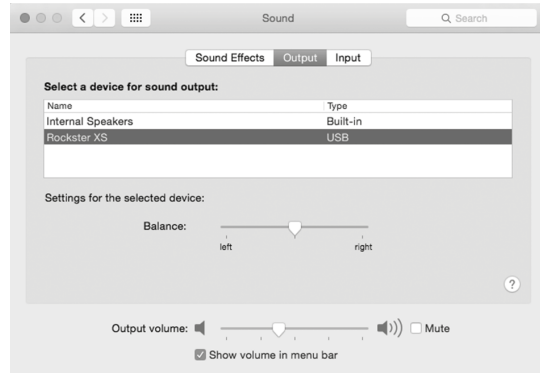 Sound
Search
Sound Effects Output Input
Select a device for sound output:
Name Type
Internal Speakers Built-in
Rockster XS USB
Settings for the selected device:
Balance:
left right
?
Output volume: Mute
Show volume in menu bar